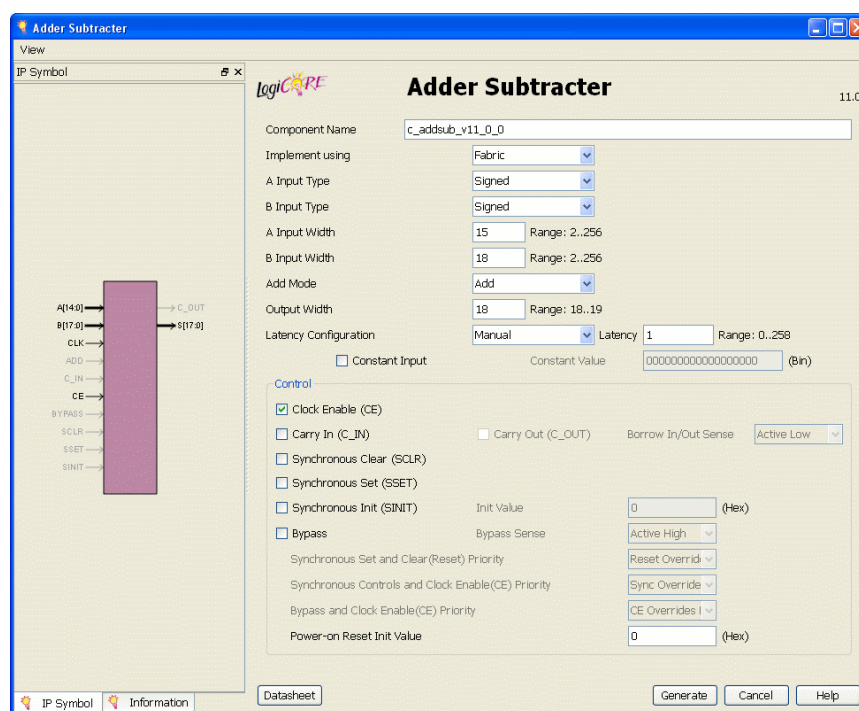 Adder Subtracter
View
IP Symbol
LogiCORE
Adder Subtracter
11.0
Component Name c_addsub_v11_0_0
Implement using Fabric
A Input Type Signed
B Input Type Signed
A Input Width 15 Range: 2..256
B Input Width 18 Range: 2..256
Add Mode Add
Output Width 18 Range: 18..19
Latency Configuration Manual Latency 1 Range: 0..258
Constant Input Constant Value 000000000000000000 (Bin)
Control
Clock Enable (CE)
Carry In (C_IN) Carry Out (C_OUT) Borrow In/Out Sense Active Low
Synchronous Clear (SCLR)
Synchronous Set (SSET)
Synchronous Init (SINIT) Init Value 0 (Hex)
Bypass Bypass Sense Active High
Synchronous Set and Clear(Reset) Priority Reset Overrid
Synchronous Controls and Clock Enable(CE) Priority Sync Override
Bypass and Clock Enable(CE) Priority CE Overrides
Power-on Reset Init Value 0 (Hex)
A[14:0] C_OUT
B[17:0] S[17:0]
CLK
ADD
C_IN
CE
BYPASS
SCLR
SSET
SINIT
IP Symbol Information
Datasheet Generate Cancel Help